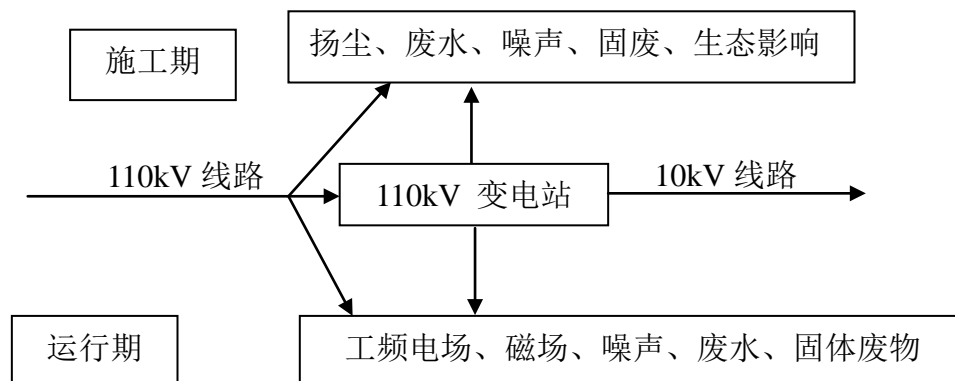 扬尘、废水、噪声、固废、生态影响
施工期
110kV 线路
110kV 变电站
10kV 线路
运行期
工频电场、磁场、噪声、废水、固体废物